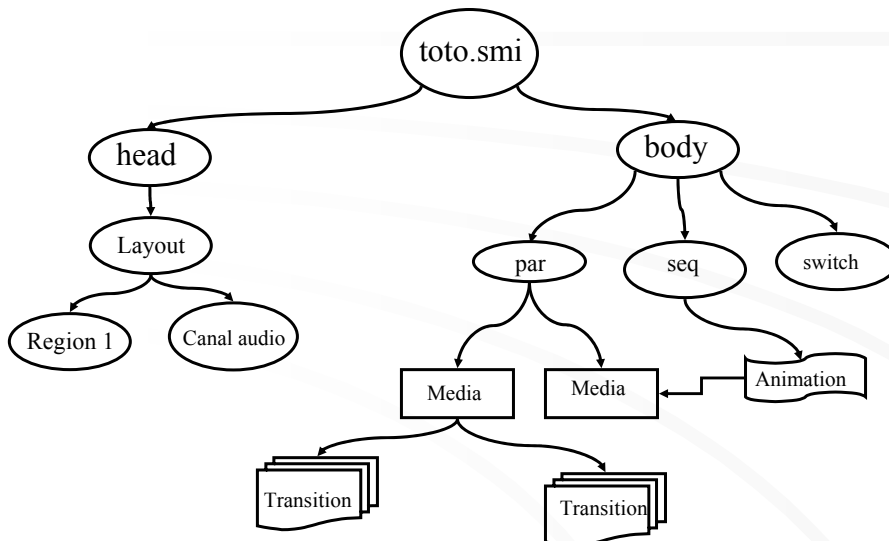 toto.smi
head
body
Layout
par
seq
switch
Region 1
Canal audio
Media
Media
Animation
Transition
Transition